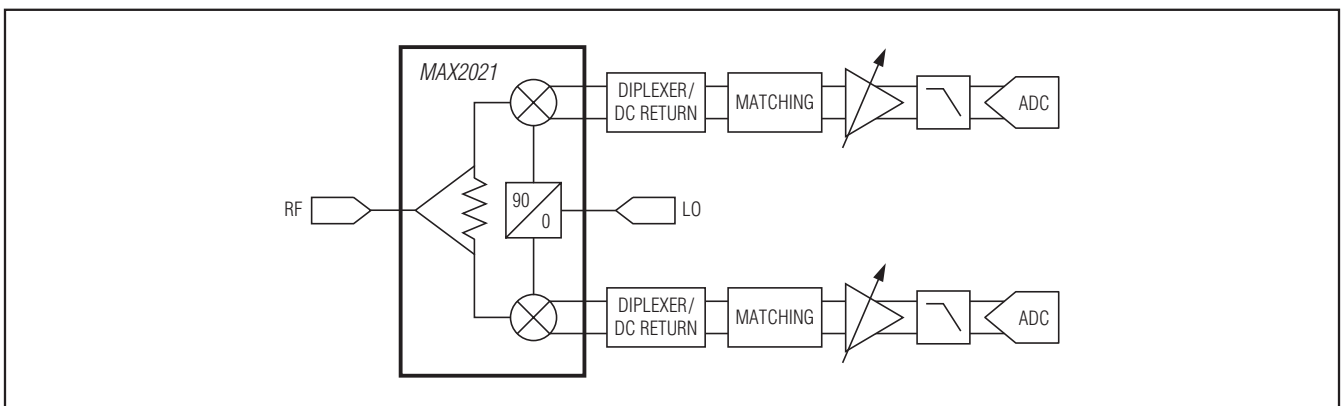 MAX2021
DIPLEXER/
DC RETURN
MATCHING
ADC
RF
90
0
LO
DIPLEXER/
DC RETURN
MATCHING
ADC